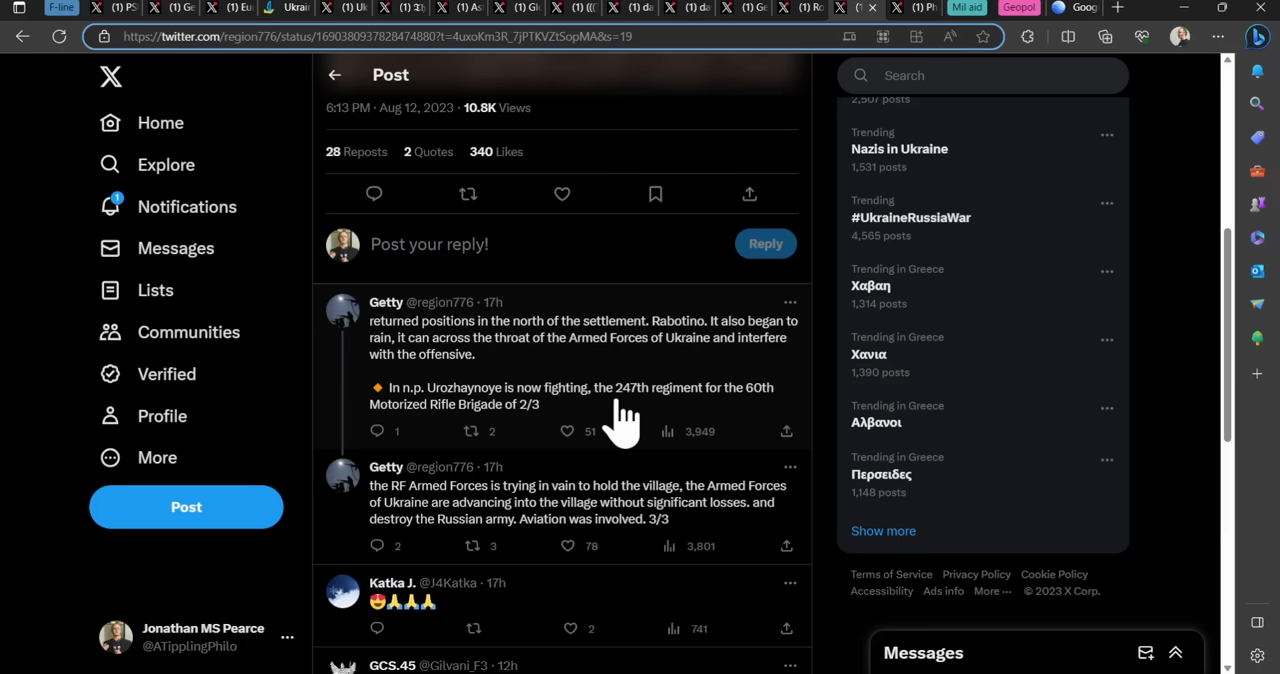 F-line
(1) PS
(1) Ge
(1) Eur
Ukrain
(1) Uk
(1)
(1) As
(1) Glo
(1) (((
(1) da
(1) da
(1) Ge
(1) Ro
(1)
(1) Ph
Mil aid
Geopol
Goog
https://twitter.com/region776/status/1690380937828474880?t=4uxoKm3R_7jPTKVZtSopMA&s=19
Home
Explore
1
Notifications
Messages
Lists
Communities
Verified
Profile
More
Post
Jonathan MS Pearce
@ATipplingPhilo
Post
6:13 PM · Aug 12, 2023 · 10.8K Views
28 Reposts 2 Quotes 340 Likes
Post your reply!
Reply
Getty @region776 · 17h
returned positions in the north of the settlement. Rabotino. It also began to
rain, it can across the throat of the Armed Forces of Ukraine and interfere
with the offensive.
🔸 In n.p. Urozhaynoye is now fighting, the 247th regiment for the 60th
Motorized Rifle Brigade of 2/3
1 2 51 3,949
Getty @region776 · 17h
the RF Armed Forces is trying in vain to hold the village, the Armed Forces
of Ukraine are advancing into the village without significant losses. and
destroy the Russian army. Aviation was involved. 3/3
2 3 78 3,801
Katka J. @J4Katka · 17h
😍🙏🙏🙏
2 741
GCS.45 @Gilvani_F3 · 12h
Search
2,507 posts
Trending
Nazis in Ukraine
1,531 posts
Trending
#UkraineRussiaWar
4,565 posts
Trending in Greece
Χαβαη
1,314 posts
Trending in Greece
Χανια
1,390 posts
Trending in Greece
Αλβανοι
Trending in Greece
Περσειδες
1,148 posts
Show more
Terms of Service Privacy Policy Cookie Policy
Accessibility Ads info More ··· © 2023 X Corp.
Messages